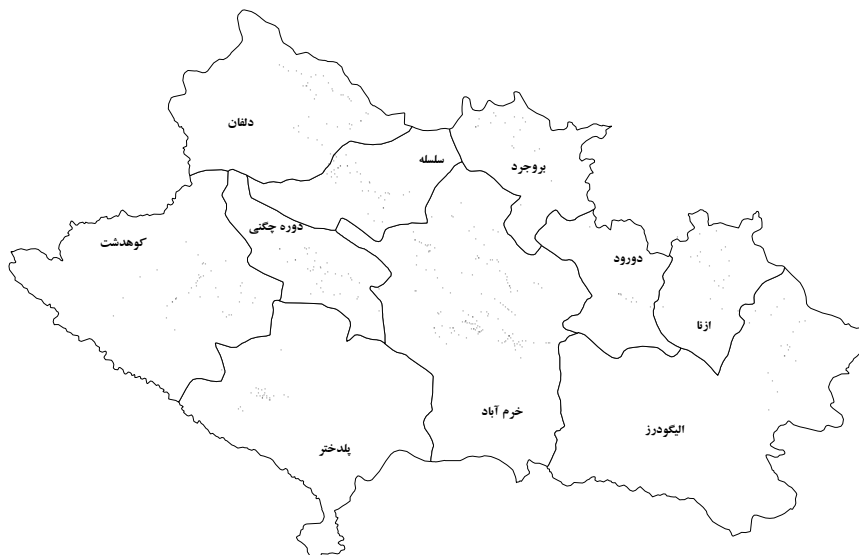 دلفان
سلسله
بروجرد
دوره چگنی
کوهدشت
دورود
ازنا
خرم آباد
الیگودرز
پلدختر